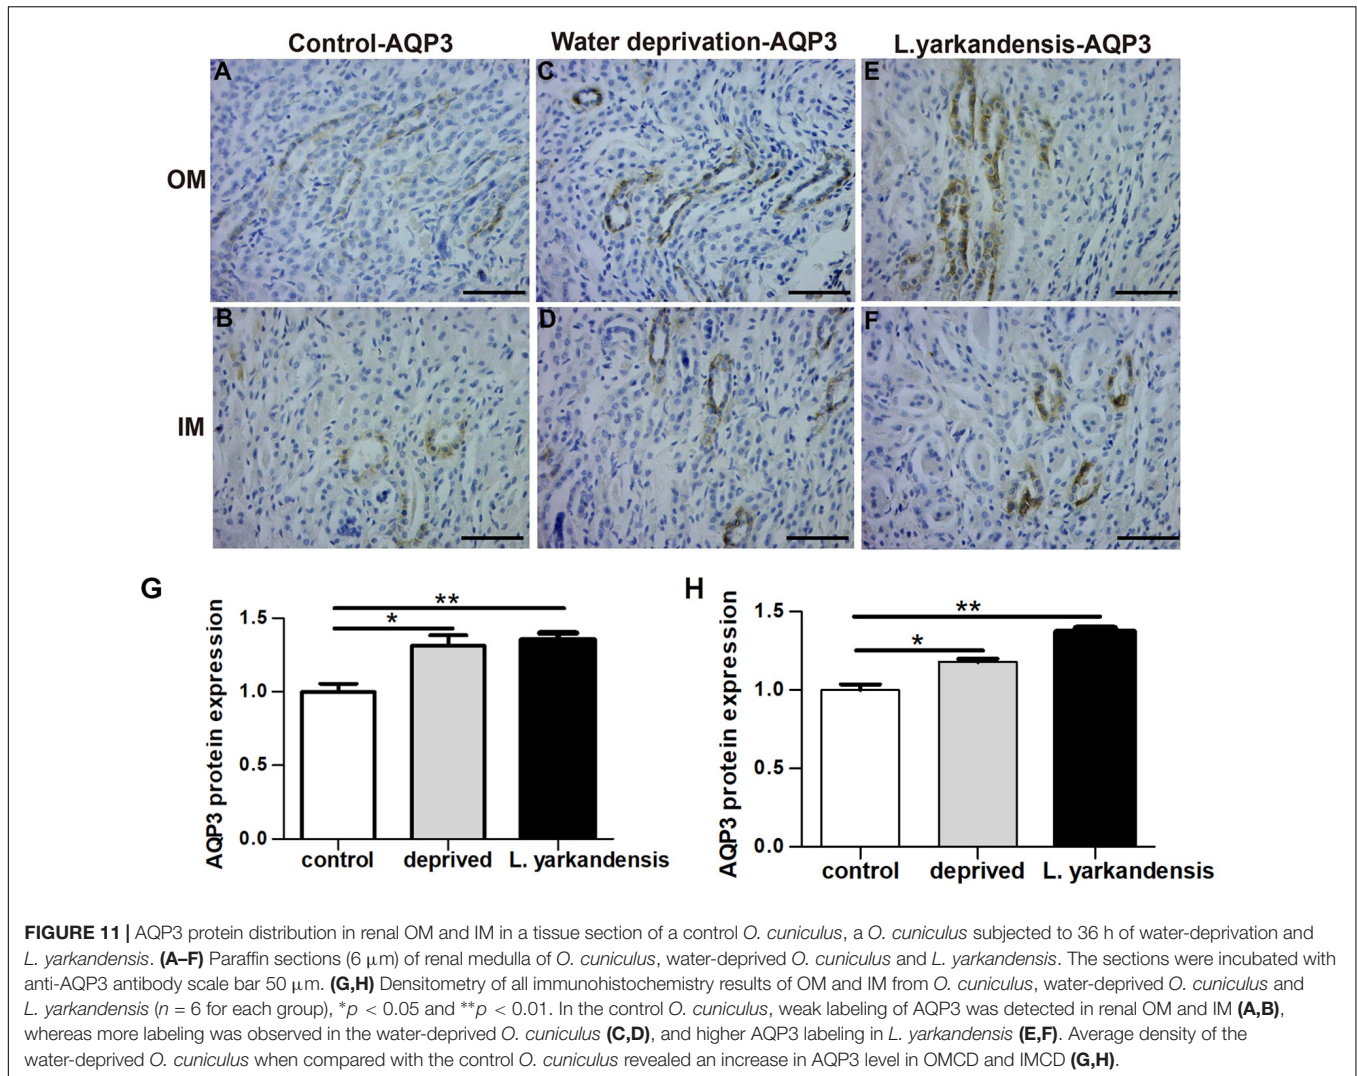 Control-AQP3
Water deprivation-AQP3
L.yarkandensis-AQP3
A
C
E
OM
B
D
F
IM
G
AQP3 protein expression
1.5
1.0
0.5
0.0
**
*
control
deprived
L. yarkandensis
H
AQP3 protein expression
1.5
1.0
0.5
0.0
**
*
control
deprived
L. yarkandensis
FIGURE 11 | AQP3 protein distribution in renal OM and IM in a tissue section of a control O. cuniculus, a O. cuniculus subjected to 36 h of water-deprivation and
L. yarkandensis. (A–F) Paraffin sections (6 μm) of renal medulla of O. cuniculus, water-deprived O. cuniculus and L. yarkandensis. The sections were incubated with
anti-AQP3 antibody scale bar 50 μm. (G,H) Densitometry of all immunohistochemistry results of OM and IM from O. cuniculus, water-deprived O. cuniculus and
L. yarkandensis (n = 6 for each group), *p < 0.05 and **p < 0.01. In the control O. cuniculus, weak labeling of AQP3 was detected in renal OM and IM (A,B),
whereas more labeling was observed in the water-deprived O. cuniculus (C,D), and higher AQP3 labeling in L. yarkandensis (E,F). Average density of the
water-deprived O. cuniculus when compared with the control O. cuniculus revealed an increase in AQP3 level in OMCD and IMCD (G,H).